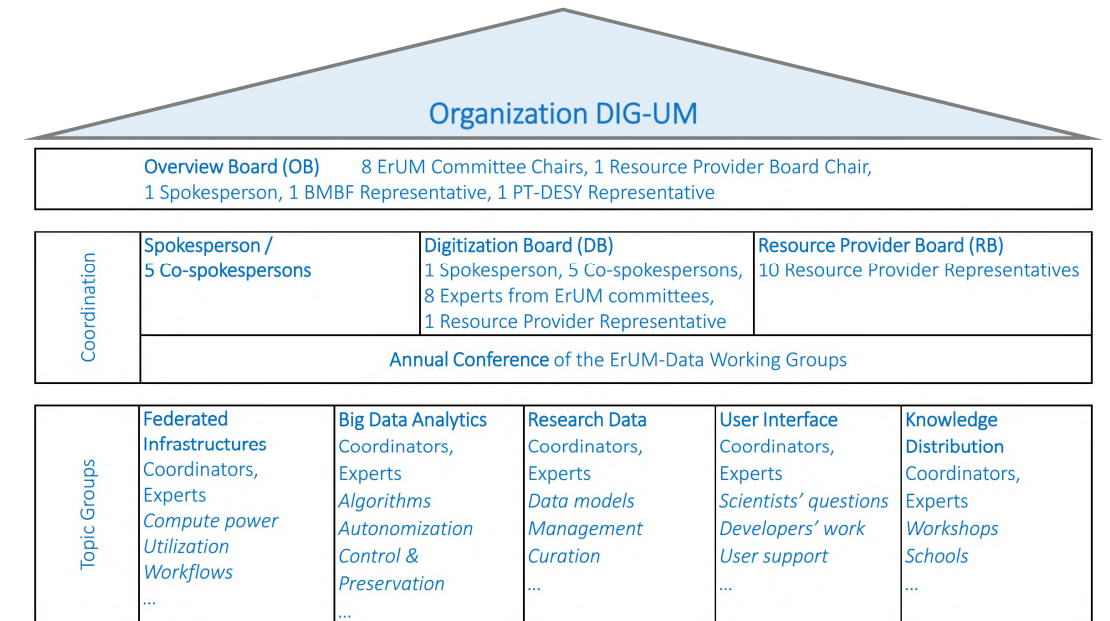 Organization DIG-UM
Overview Board (OB) 8 ErUM Committee Chairs, 1 Resource Provider Board Chair,
1 Spokesperson, 1 BMBF Representative, 1 PT-DESY Representative
Coordination
Spokesperson /
5 Co-spokespersons
Digitization Board (DB)
1 Spokesperson, 5 Co-spokespersons,
8 Experts from ErUM committees,
1 Resource Provider Representative
Resource Provider Board (RB)
10 Resource Provider Representatives
Annual Conference of the ErUM-Data Working Groups
Topic Groups
Federated
Infrastructures
Coordinators,
Experts
Compute power
Utilization
Workflows
...
Big Data Analytics
Coordinators,
Experts
Algorithms
Autonomization
Control &
Preservation
...
Research Data
Coordinators,
Experts
Data models
Management
Curation
...
User Interface
Coordinators,
Experts
Scientists’ questions
Developers’ work
User support
...
Knowledge
Distribution
Coordinators,
Experts
Workshops
Schools
...